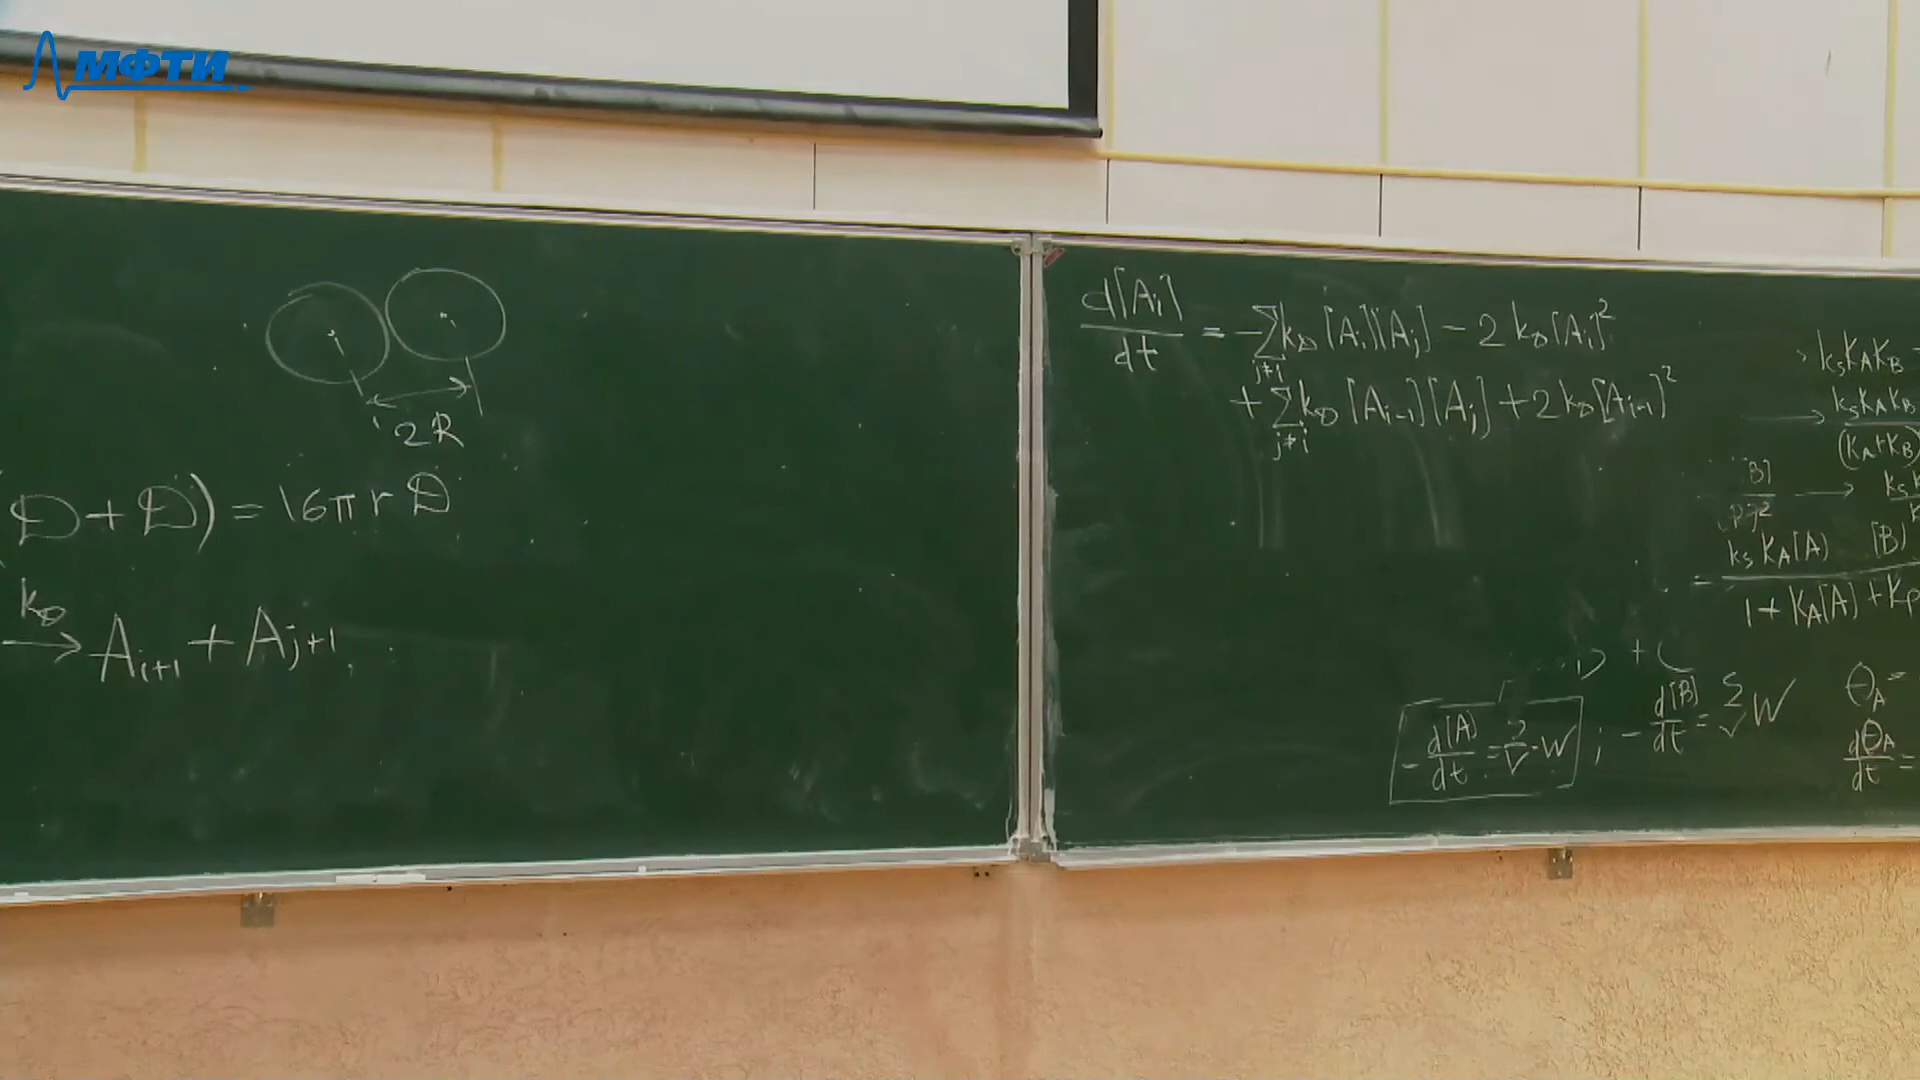 МФТИ
2R
(D + D) = 16πrD
k_D
→ A_{i+1} + A_{j+1}
d[A_i]/dt = - Σ_{j≠i} k_D [A_i][A_j] - 2 k_D [A_i]^2
+ Σ_{j≠i} k_D [A_{i-1}][A_j] + 2 k_D [A_{i-1}]^2
k_S K_A K_B
→ k_S K_A K_B
(K_A + K_B)
B]
→ k_S
k_S K_A [A] [B]
1 + K_A [A] + K_P
+ C
- d[A]/dt = S/V · W ; - d[B]/dt = S/V W
θ_A =
dθ_A/dt =